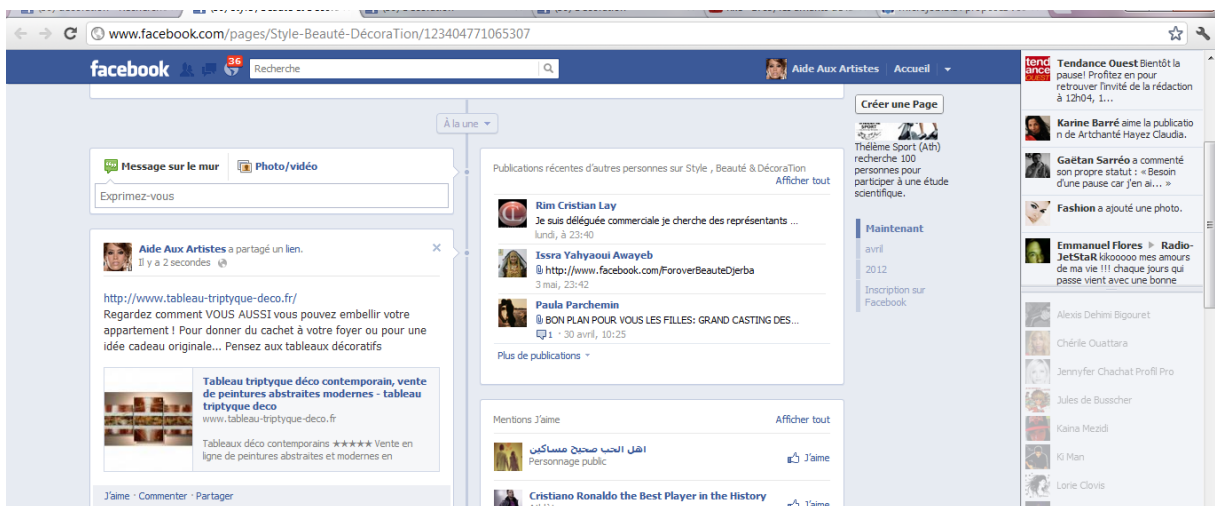 www.facebook.com/pages/Style-Beauté-DécoraTion/123404771065307
facebook
36
Recherche
Aide Aux Artistes
Accueil
À la une
Message sur le mur
Photo/vidéo
Exprimez-vous
Aide Aux Artistes a partagé un lien.
Il y a 2 secondes
http://www.tableau-triptyque-deco.fr/
Regardez comment VOUS AUSSI vous pouvez embellir votre
appartement ! Pour donner du cachet à votre foyer ou pour une
idée cadeau originale... Pensez aux tableaux décoratifs
Tableau triptyque déco contemporain, vente
de peintures abstraites modernes - tableau
triptyque deco
www.tableau-triptyque-deco.fr
Tableaux déco contemporains ★★★★★ Vente en
ligne de peintures abstraites et modernes en
J'aime · Commenter · Partager
Publications récentes d'autres personnes sur Style , Beauté & DécoraTion
Afficher tout
Rim Cristian Lay
Je suis déléguée commerciale je cherche des représentants ...
lundi, à 23:40
Issra Yahyaoui Awayeb
http://www.facebook.com/ForoverBeauteDjerba
3 mai, 23:42
Paula Parchemin
BON PLAN POUR VOUS LES FILLES: GRAND CASTING DES...
1 · 30 avril, 10:25
Plus de publications
Mentions J'aime
Afficher tout
اهل الحب صحيح مساكين
Personnage public
J'aime
Cristiano Ronaldo the Best Player in the History
J'aime
Créer une Page
SPORT
Thélème Sport (Ath)
recherche 100
personnes pour
participer à une étude
scientifique.
Maintenant
avril
2012
Inscription sur
Facebook
tend
ance
OUEST
Tendance Ouest Bientôt la
pause! Profitez en pour
retrouver l'invité de la rédaction
à 12h04, 1...
Karine Barré aime la publicatio
n de Artchanté Hayez Claudia.
Gaëtan Sarréo a commenté
son propre statut : « Besoin
d'une pause car j'en ai... »
Fashion a ajouté une photo.
Emmanuel Flores ▶ Radio-
JetStaR kikooooo mes amours
de ma vie !!! chaque jours qui
passe vient avec une bonne
Alexis Dehimi Bigouret
Chérile Ouattara
Jennyfer Chachat Profil Pro
Jules de Busscher
Kaina Mezidi
Ki Man
Lorie Clovis